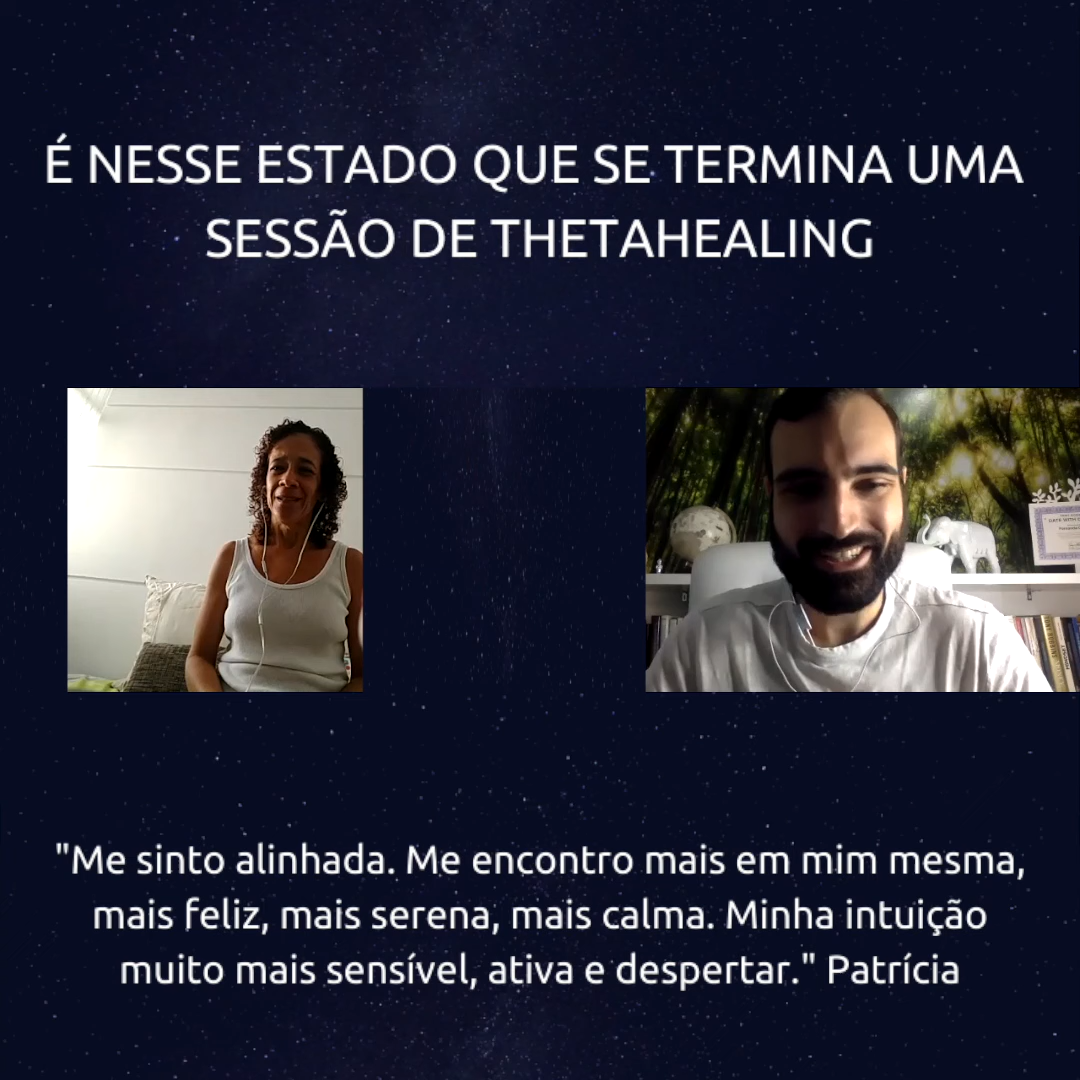 É NESSE ESTADO QUE SE TERMINA UMA
SESSÃO DE THETAHEALING
"Me sinto alinhada. Me encontro mais em mim mesma,
mais feliz, mais serena, mais calma. Minha intuição
muito mais sensível, ativa e despertar." Patrícia